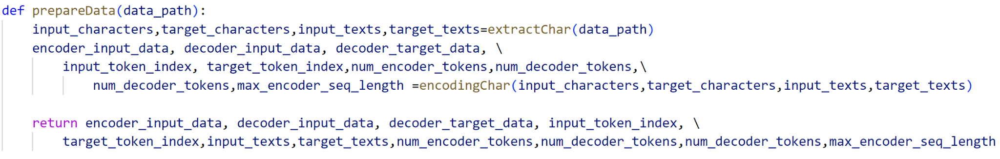 def prepareData(data_path):
    input_characters,target_characters,input_texts,target_texts=extractChar(data_path)
    encoder_input_data, decoder_input_data, decoder_target_data, \
        input_token_index, target_token_index,num_encoder_tokens,num_decoder_tokens,\
            num_decoder_tokens,max_encoder_seq_length =encodingChar(input_characters,target_characters,input_texts,target_texts)
    return encoder_input_data, decoder_input_data, decoder_target_data, input_token_index, \
        target_token_index,input_texts,target_texts,num_encoder_tokens,num_decoder_tokens,num_decoder_tokens,max_encoder_seq_length